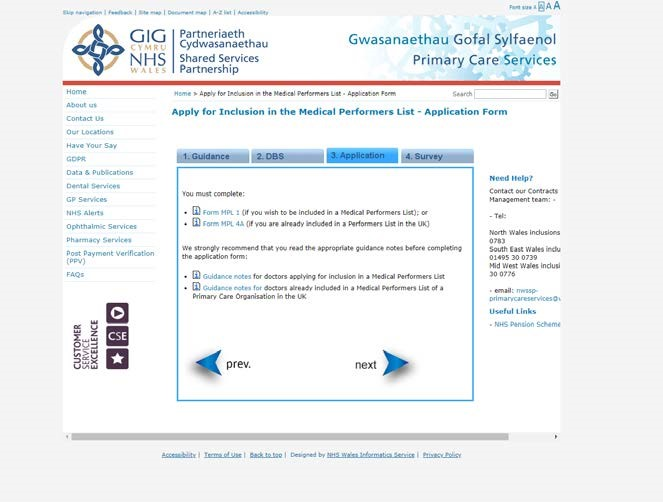 Skip navigation | Feedback | Site map | Document map | A-Z list | Accessibility
Font size A A A
GIG
CYMRU
NHS
WALES
Partneriaeth
Cydwasanaethau
Shared Services
Partnership
Gwasanaethau Gofal Sylfaenol
Primary Care Services
Home > Apply for Inclusion in the Medical Performers List - Application Form
Search
Go
Home
About us
Contact Us
Our Locations
Have Your Say
GDPR
Data & Publications
Dental Services
GP Services
NHS Alerts
Ophthalmic Services
Pharmacy Services
Post Payment Verification
(PPV)
FAQs
CUSTOMER
SERVICE
EXCELLENCE
CSE
Apply for Inclusion in the Medical Performers List - Application Form
1. Guidance
2. DBS
3. Application
4. Survey
You must complete:
Form MPL 1 (if you wish to be included in a Medical Performers List); or
Form MPL 4A (if you are already included in a Performers List in the UK)
We strongly recommend that you read the appropriate guidance notes before completing
the application form:
Guidance notes for doctors applying for inclusion in a Medical Performers List
Guidance notes for doctors already included in a Medical Performers List of a
Primary Care Organisation in the UK
prev.
next
Need Help?
Contact our Contracts
Management team: -
- Tel:
North Wales inclusions
0783
South East Wales inclu
01495 30 0739
Mid West Wales inclusi
30 0776
- email: nwssp-
primarycareservices@
Useful Links
- NHS Pension Scheme
Accessibility | Terms of Use | Back to top | Designed by NHS Wales Informatics Service | Privacy Policy